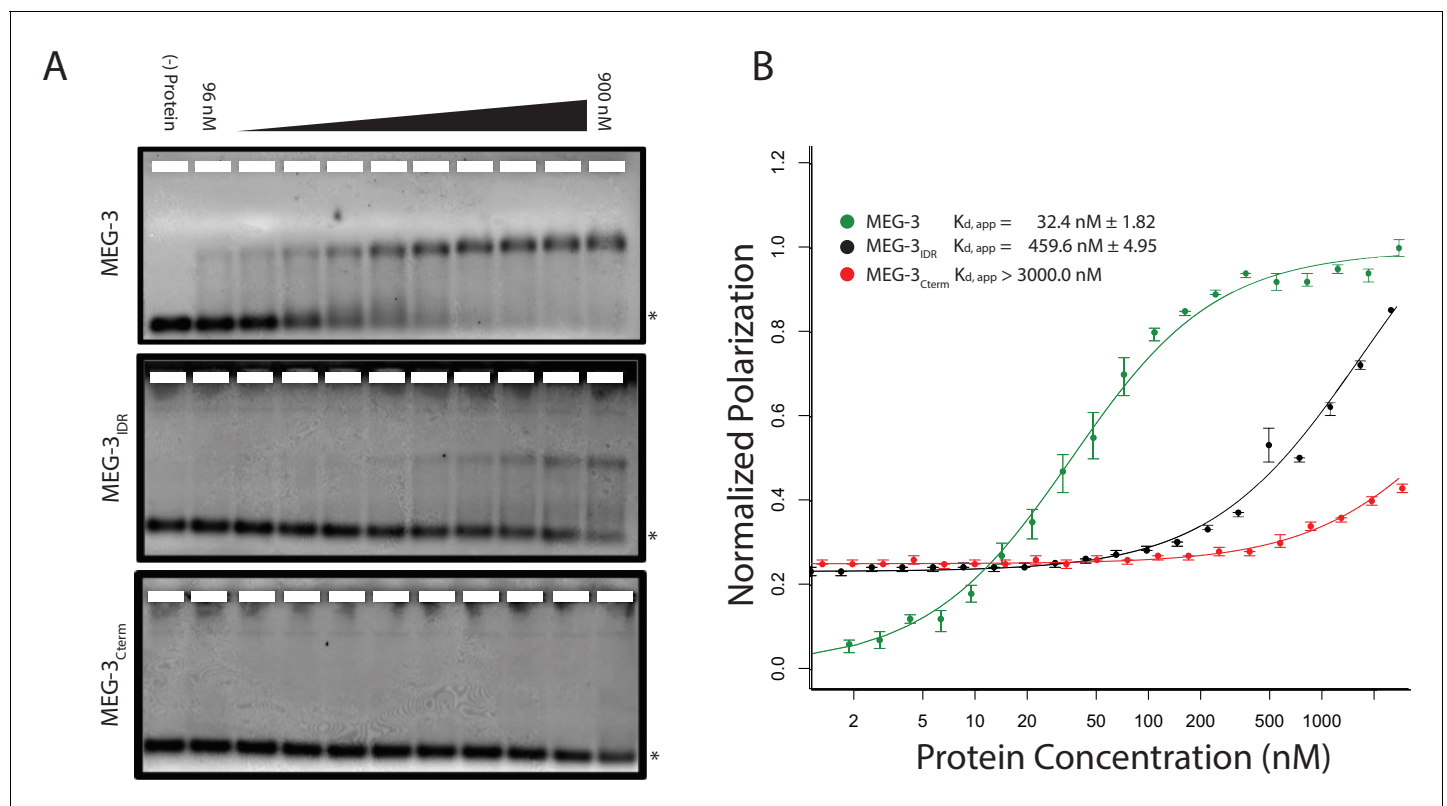 A
(-) Protein
96 nM
900 nM
MEG-3
*
MEG-3IDR
*
MEG-3Cterm
*
B
MEG-3 Kd, app = 32.4 nM ± 1.82
MEG-3IDR Kd, app = 459.6 nM ± 4.95
MEG-3Cterm Kd, app > 3000.0 nM
Normalized Polarization
1.2
1.0
0.8
0.6
0.4
0.2
0.0
2 5 10 20 50 100 200 500 1000
Protein Concentration (nM)